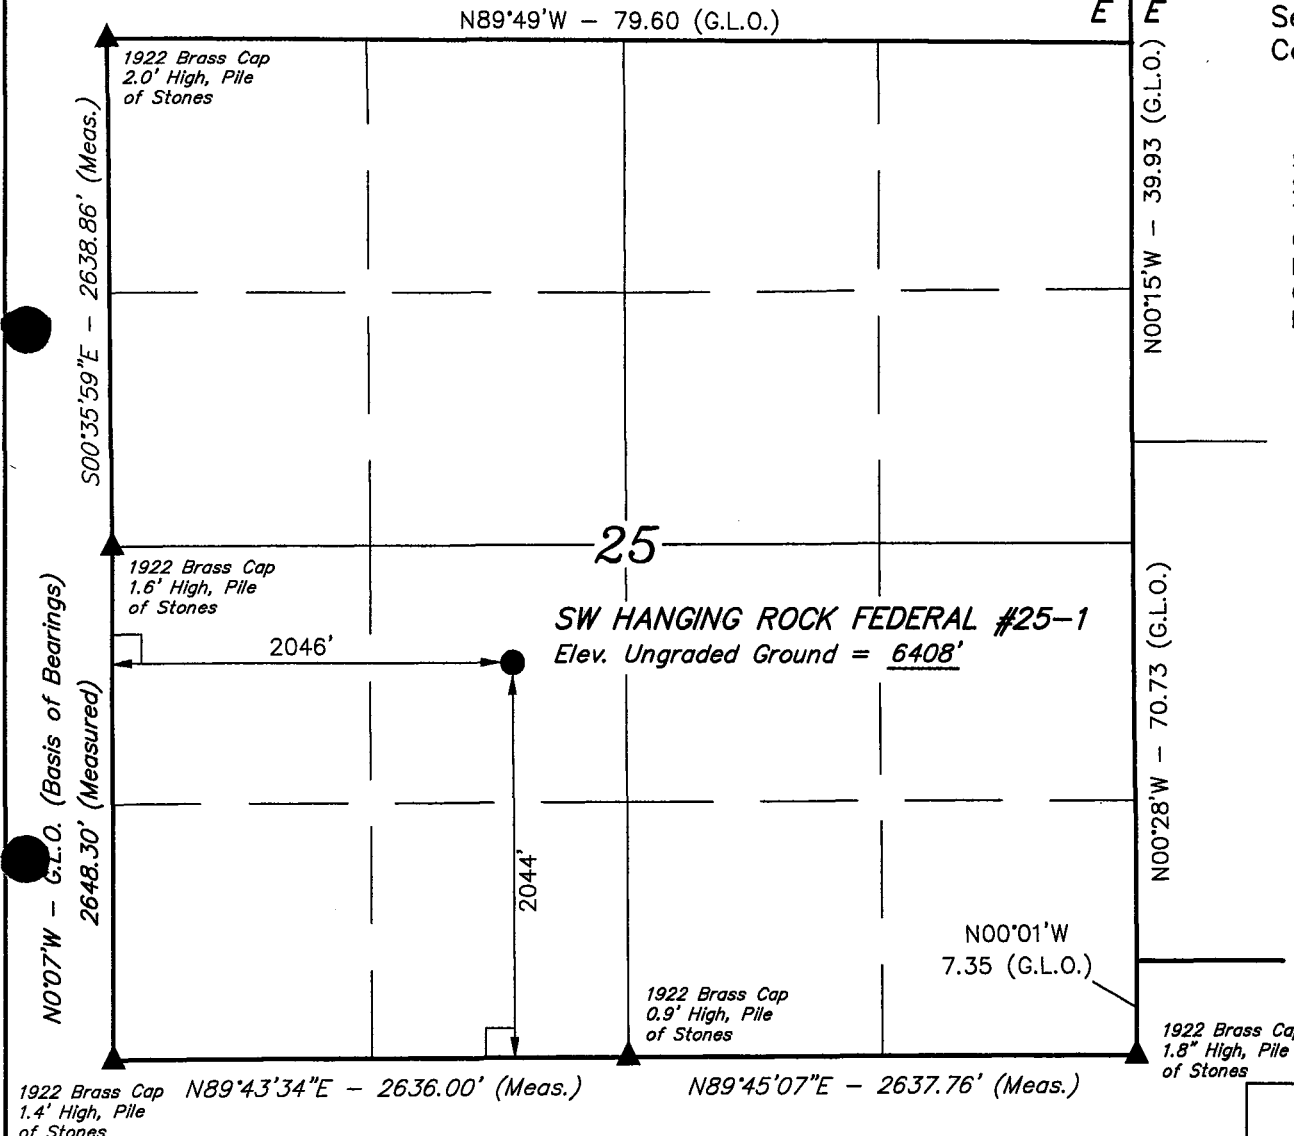 N89°49'W – 79.60 (G.L.O.)
E E
1922 Brass Cap
2.0' High, Pile
of Stones
S00°35'59"E – 2638.86' (Meas.)
N00°15'W – 39.93 (G.L.O.)
25
1922 Brass Cap
1.6' High, Pile
of Stones
SW HANGING ROCK FEDERAL #25–1
Elev. Ungraded Ground = 6408'
2046'
2044'
N0°07'W – G.L.O. (Basis of Bearings)
2648.30' (Measured)
N00°28'W – 70.73 (G.L.O.)
N00°01'W
7.35 (G.L.O.)
1922 Brass Cap
0.9' High, Pile
of Stones
1922 Brass Ca
1.8" High, Pile
of Stones
N89°43'34"E – 2636.00' (Meas.)
N89°45'07"E – 2637.76' (Meas.)
1922 Brass Cap
1.4' High, Pile
of Stones